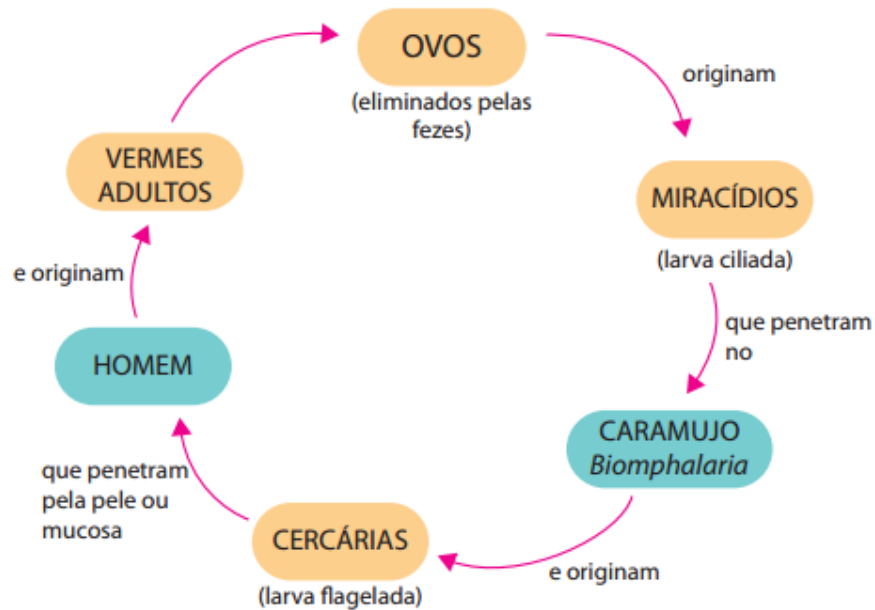 OVOS
(eliminados pelas
fezes)
originam
MIRACÍDIOS
(larva ciliada)
que penetram
no
CARAMUJO
Biomphalaria
e originam
CERCÁRIAS
(larva flagelada)
que penetram
pela pele ou
mucosa
HOMEM
e originam
VERMES
ADULTOS